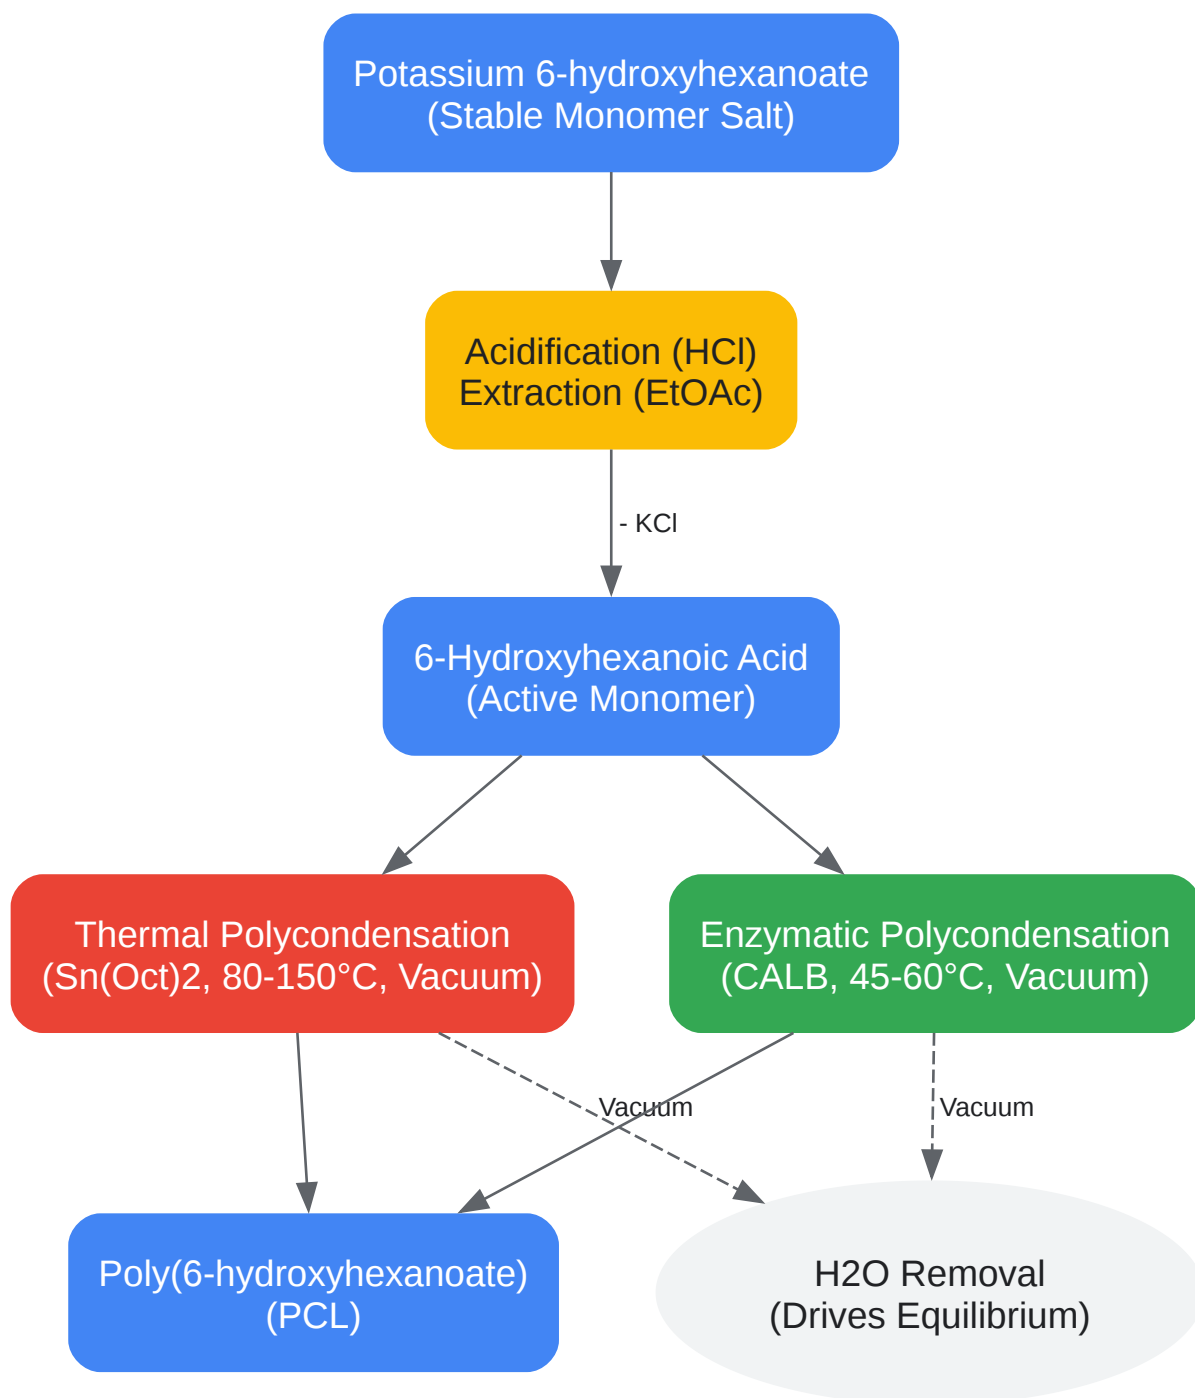 Potassium 6-hydroxyhexanoate
(Stable Monomer Salt)
Acidification (HCl)
Extraction (EtOAc)
- KCl
6-Hydroxyhexanoic Acid
(Active Monomer)
Thermal Polycondensation
(Sn(Oct)2, 80-150°C, Vacuum)
Enzymatic Polycondensation
(CALB, 45-60°C, Vacuum)
Vacuum
Vacuum
Poly(6-hydroxyhexanoate)
(PCL)
H2O Removal
(Drives Equilibrium)